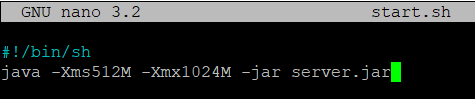 GNU nano 3.2 start.sh
#!/bin/sh
java -Xms512M -Xmx1024M -jar server.jar